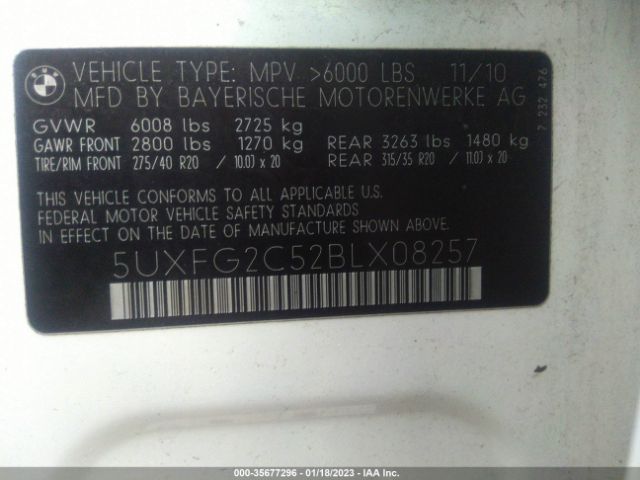 BMW
VEHICLE TYPE: MPV >6000 LBS 11/10
MFD BY BAYERISCHE MOTORENWERKE AG
GVWR 6008 lbs 2725 kg
GAWR FRONT 2800 lbs 1270 kg REAR 3263 lbs 1480 kg
TIRE/RIM FRONT 275/40 R20 / 10.0J x 20 REAR 315/35 R20 / 11.0J x 20
THIS VEHICLE CONFORMS TO ALL APPLICABLE U.S.
FEDERAL MOTOR VEHICLE SAFETY STANDARDS IN
EFFECT ON THE DATE OF MANUFACTURE SHOWN ABOVE.
5UXFG2C52BLX08257
7 232 476
000-35677296 - 01/18/2023 - IAA Inc.